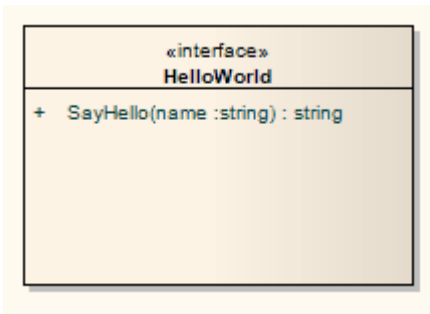 «interface»
HelloWorld
+ SayHello(name :string) : string